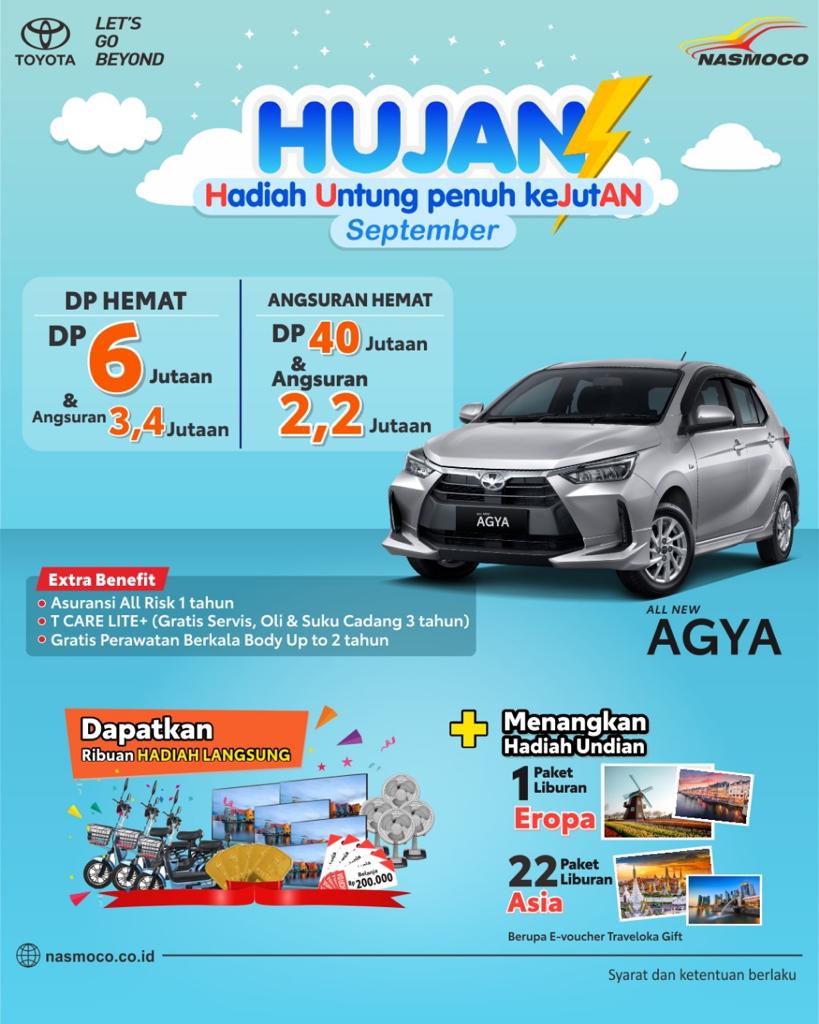 TOYOTA
LET'S
GO
BEYOND
NASMOCO
HUJAN
Hadiah Untung penuh keJutAN
September
DP HEMAT
DP 6 Jutaan
&
Angsuran 3,4 Jutaan
ANGSURAN HEMAT
DP 40 Jutaan
&
Angsuran
2,2 Jutaan
ALL NEW
AGYA
Extra Benefit
• Asuransi All Risk 1 tahun
• T CARE LITE+ (Gratis Servis, Oli & Suku Cadang 3 tahun)
• Gratis Perawatan Berkala Body Up to 2 tahun
ALL NEW
AGYA
Dapatkan
Ribuan HADIAH LANGSUNG
Belanja
Rp 200.000
+ Menangkan
Hadiah Undian
1 Paket
Liburan
Eropa
22 Paket
Liburan
Asia
Berupa E-voucher Traveloka Gift
nasmoco.co.id
Syarat dan ketentuan berlaku